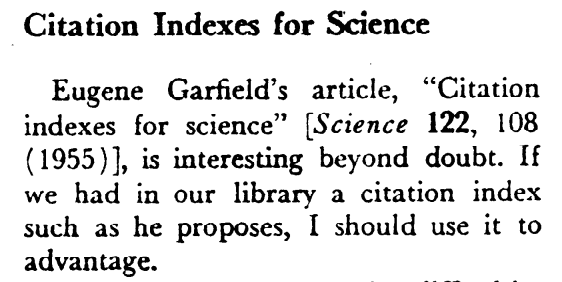 Citation Indexes for Science
Eugene Garfield's article, "Citation
indexes for science" [Science 122, 108
(1955)], is interesting beyond doubt. If
we had in our library a citation index
such as he proposes, I should use it to
advantage.